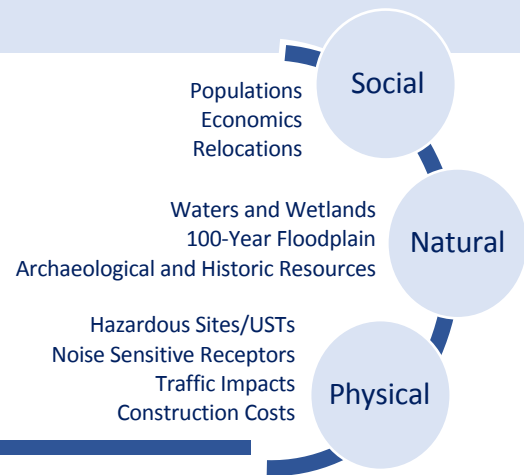 Social
Populations
Economics
Relocations
Natural
Waters and Wetlands
100-Year Floodplain
Archaeological and Historic Resources
Physical
Hazardous Sites/USTs
Noise Sensitive Receptors
Traffic Impacts
Construction Costs